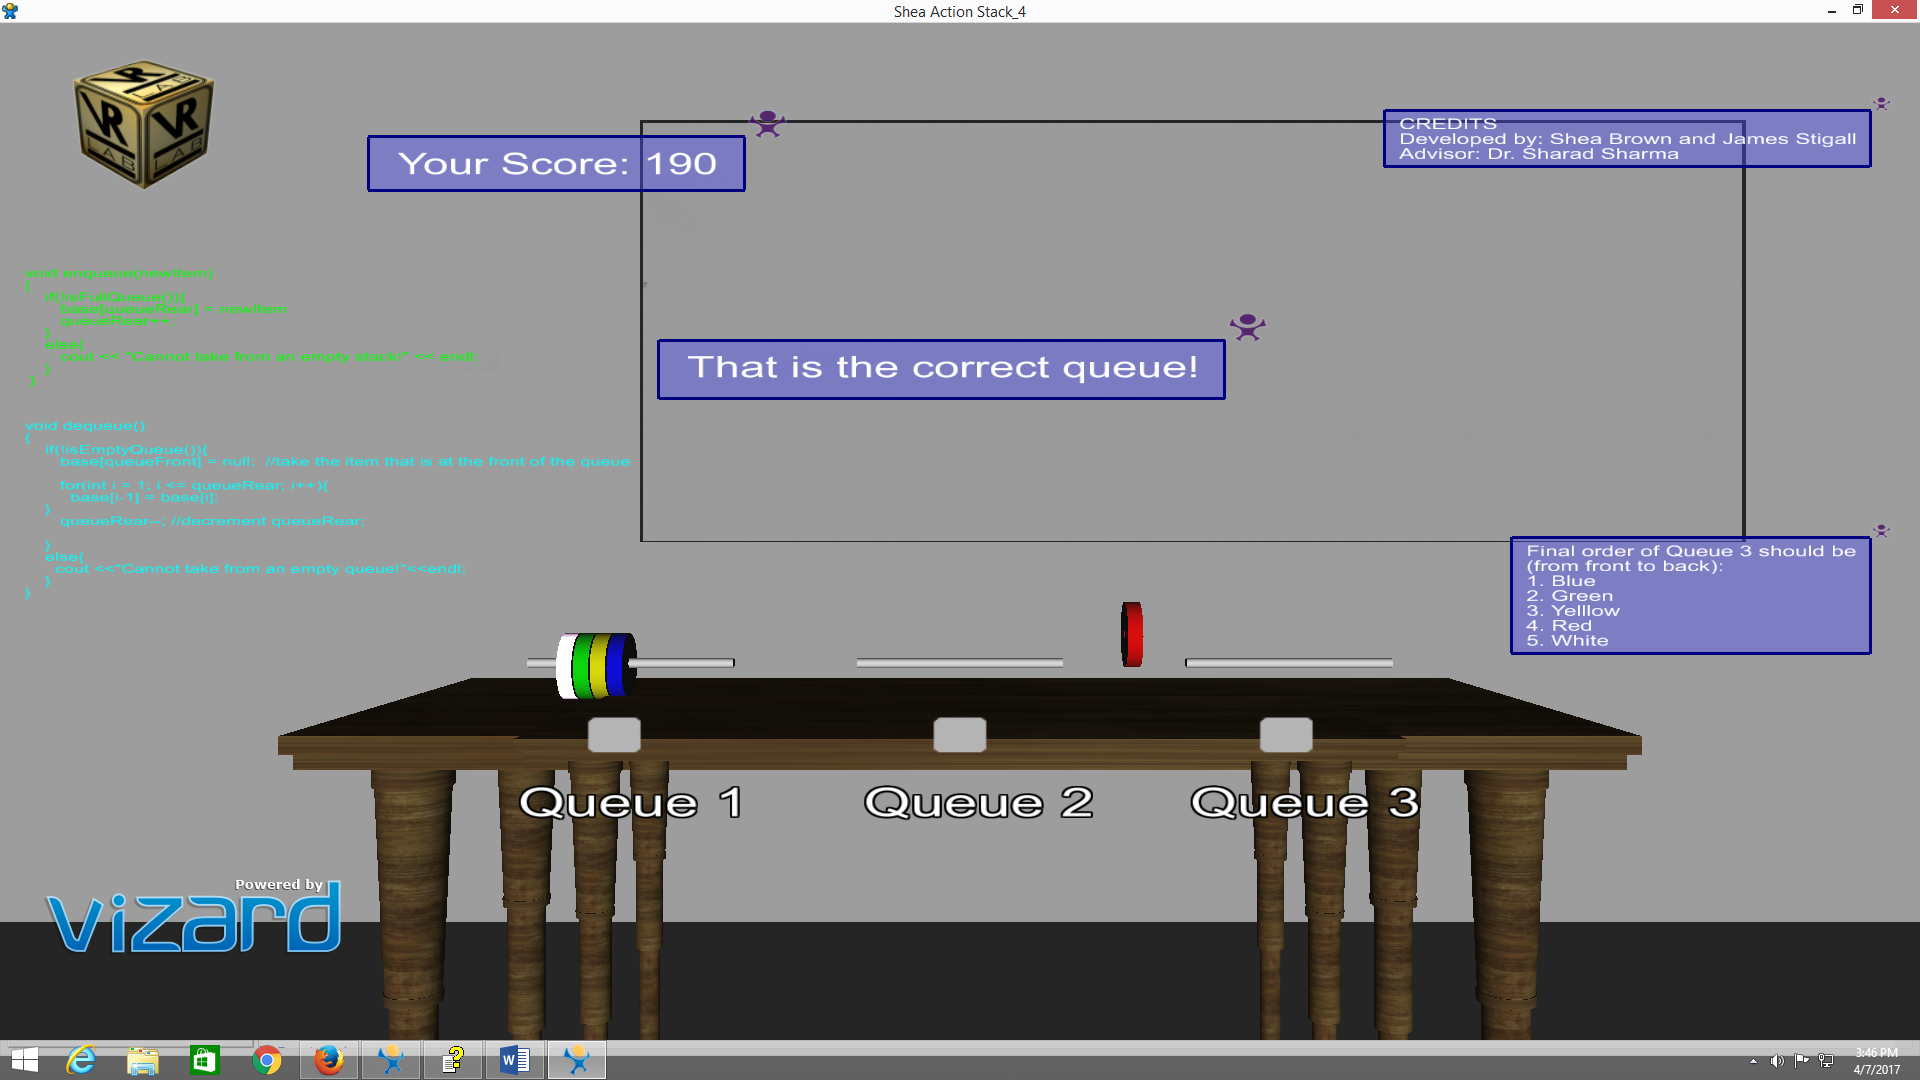 Shea Action Stack_4
VR
LAB
VR
LAB
VR
LAB
Your Score: 190
CREDITS
Developed by: Shea Brown and James Stigall
Advisor: Dr. Sharad Sharma
void enqueue(newItem)
{
if(!isFullQueue()){
base[queueRear] = newItem
queueRear++;
}
else{
cout << "Cannot take from an empty stack!" << endl;
}
}
That is the correct queue!
void dequeue()
{
if(!isEmptyQueue()){
base[queueFront] = null;  //take the item that is at the front of the queue
for(int i = 1; i <= queueRear; i++){
base[i-1] = base[i];
}
queueRear--; //decrement queueRear;
}
else{
cout <<"Cannot take from an empty queue!"<<endl;
}
}
Final order of Queue 3 should be
(from front to back):
1. Blue
2. Green
3. Yelllow
4. Red
5. White
Queue 1
Queue 2
Queue 3
Powered by
vizard
3:46 PM
4/7/2017